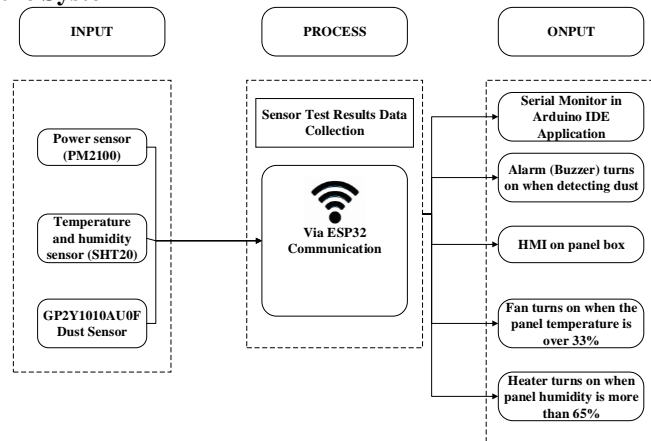 INPUT
PROCESS
ONPUT
Power sensor
(PM2100)
Temperature
and humidity
sensor (SHT20)
GP2Y1010AU0F
Dust Sensor
Sensor Test Results Data
Collection
Via ESP32
Communication
Serial Monitor in
Arduino IDE
Application
Alarm (Buzzer) turns
on when detecting dust
HMI on panel box
Fan turns on when the
panel temperature is
over 33%
Heater turns on when
panel humidity is more
than 65%